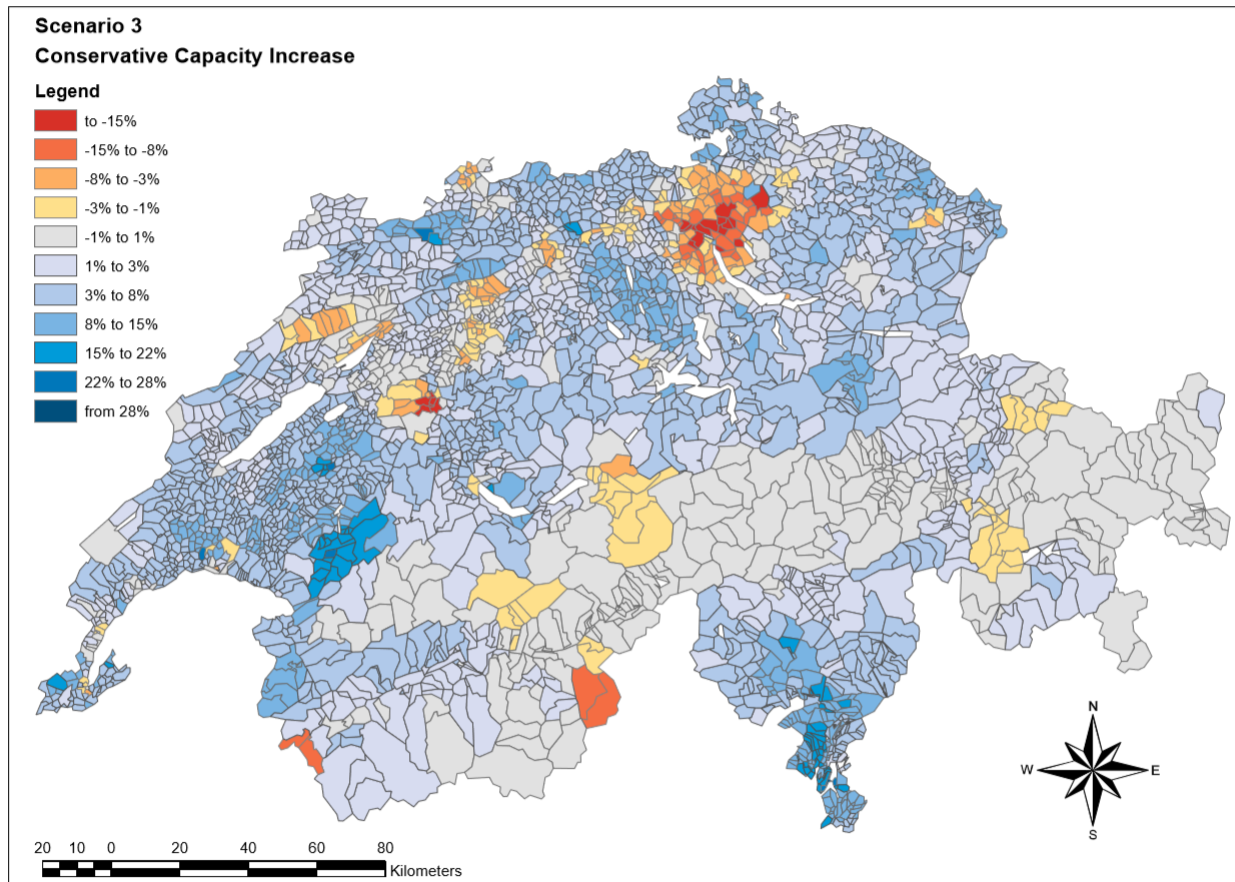 Scenario 3
Conservative Capacity Increase
Legend
to -15%
-15% to -8%
-8% to -3%
-3% to -1%
-1% to 1%
1% to 3%
3% to 8%
8% to 15%
15% to 22%
22% to 28%
from 28%
N
W E
S
20 10 0 20 40 60 80
Kilometers